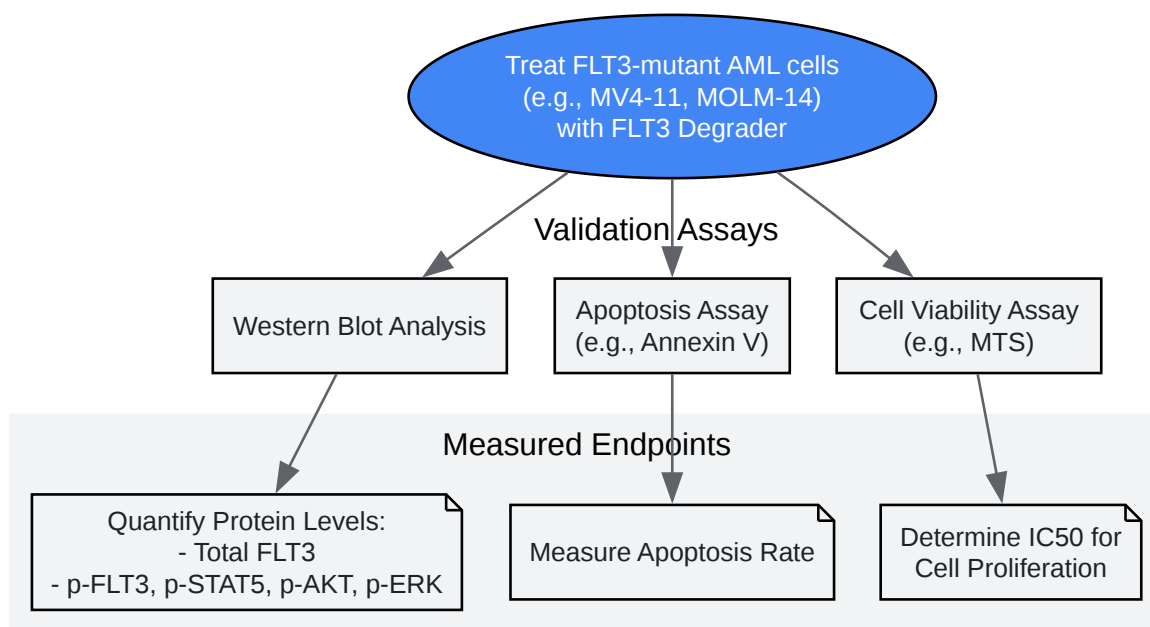 Treat FLT3-mutant AML cells
(e.g., MV4-11, MOLM-14)
with FLT3 Degrader
Validation Assays
Western Blot Analysis
Apoptosis Assay
(e.g., Annexin V)
Cell Viability Assay
(e.g., MTS)
Measured Endpoints
Quantify Protein Levels:
- Total FLT3
- p-FLT3, p-STAT5, p-AKT, p-ERK
Measure Apoptosis Rate
Determine IC50 for
Cell Proliferation